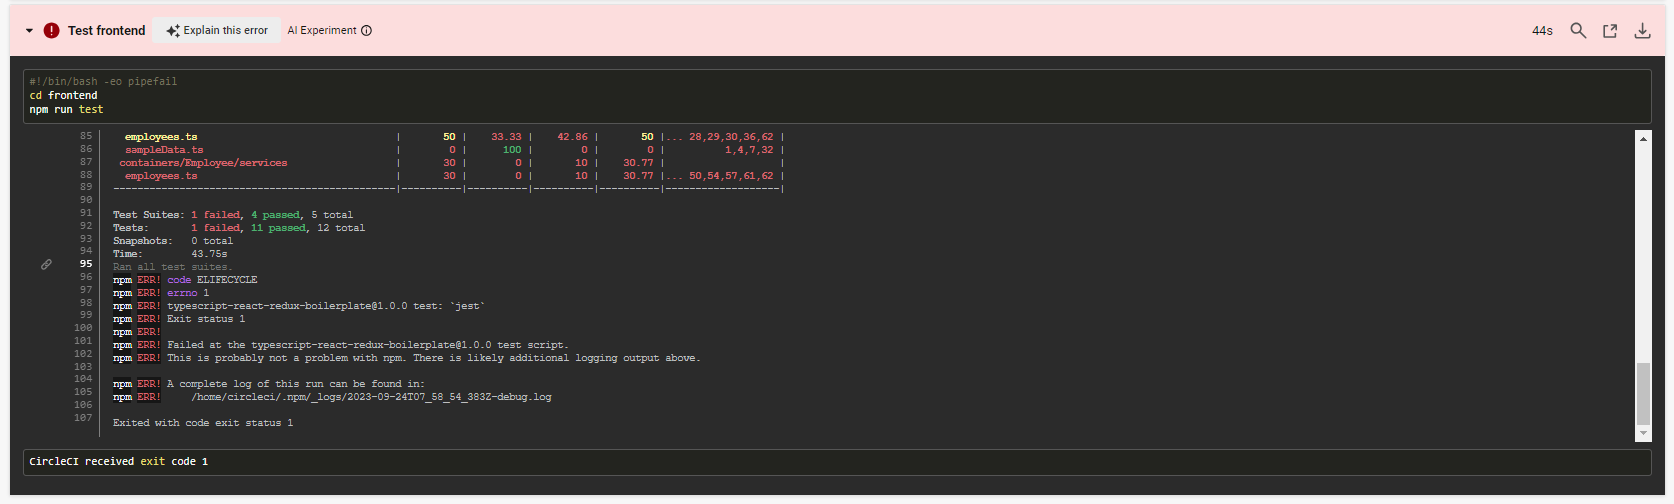 Test frontend Explain this error AI Experiment 44s
#!/bin/bash -eo pipefail
cd frontend
npm run test
85 employees.ts | 50 | 33.33 | 42.86 | 50 |... 28,29,30,36,62 |
86 sampleData.ts | 0 | 100 | 0 | 0 | 1,4,7,32 |
87 containers/Employee/services | 30 | 0 | 10 | 30.77 | |
88 employees.ts | 30 | 0 | 10 | 30.77 |... 50,54,57,61,62 |
89 -----------------------------------------------|----------|----------|----------|----------|-------------------|
90
91 Test Suites: 1 failed, 4 passed, 5 total
92 Tests: 1 failed, 11 passed, 12 total
93 Snapshots: 0 total
94 Time: 43.75s
95 Ran all test suites.
96 npm ERR! code ELIFECYCLE
97 npm ERR! errno 1
98 npm ERR! typescript-react-redux-boilerplate@1.0.0 test: `jest`
99 npm ERR! Exit status 1
100 npm ERR!
101 npm ERR! Failed at the typescript-react-redux-boilerplate@1.0.0 test script.
102 npm ERR! This is probably not a problem with npm. There is likely additional logging output above.
103
104 npm ERR! A complete log of this run can be found in:
105 npm ERR! /home/circleci/.npm/_logs/2023-09-24T07_58_54_383Z-debug.log
106
107 Exited with code exit status 1
CircleCI received exit code 1